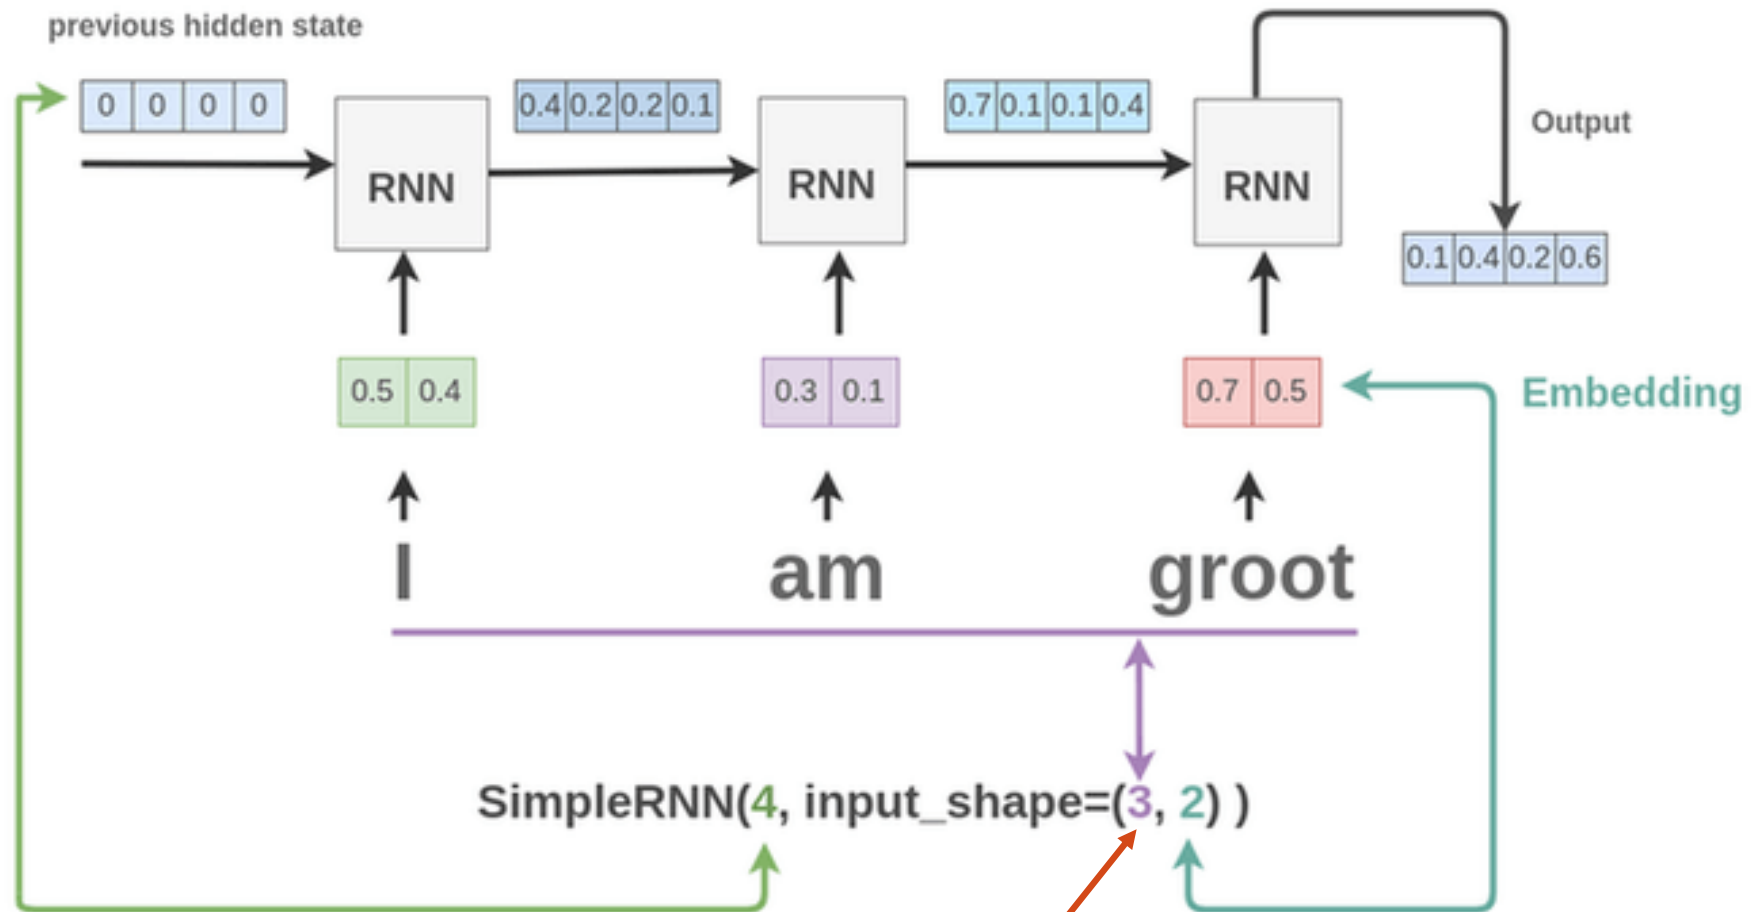 previous hidden state
0 0 0 0
0.4 0.2 0.2 0.1
0.7 0.1 0.1 0.4
Output
RNN
RNN
RNN
0.1 0.4 0.2 0.6
0.5 0.4
0.3 0.1
0.7 0.5
Embedding
I
am
groot
SimpleRNN(4, input_shape=(3, 2) )